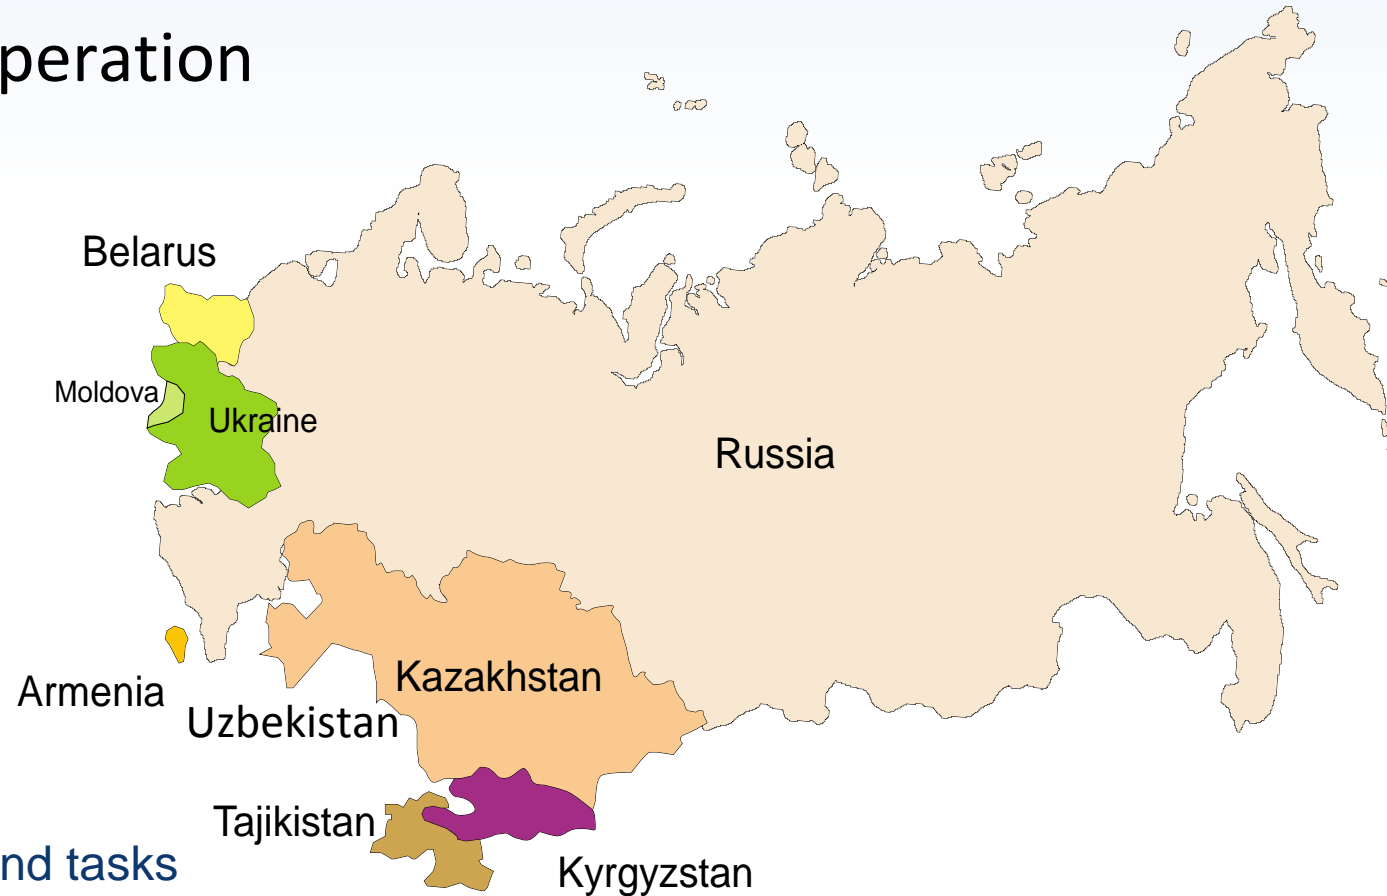 peration
Belarus
Moldova
Ukraine
Russia
Kazakhstan
Armenia
Uzbekistan
Tajikistan
nd tasks
Kyrgyzstan